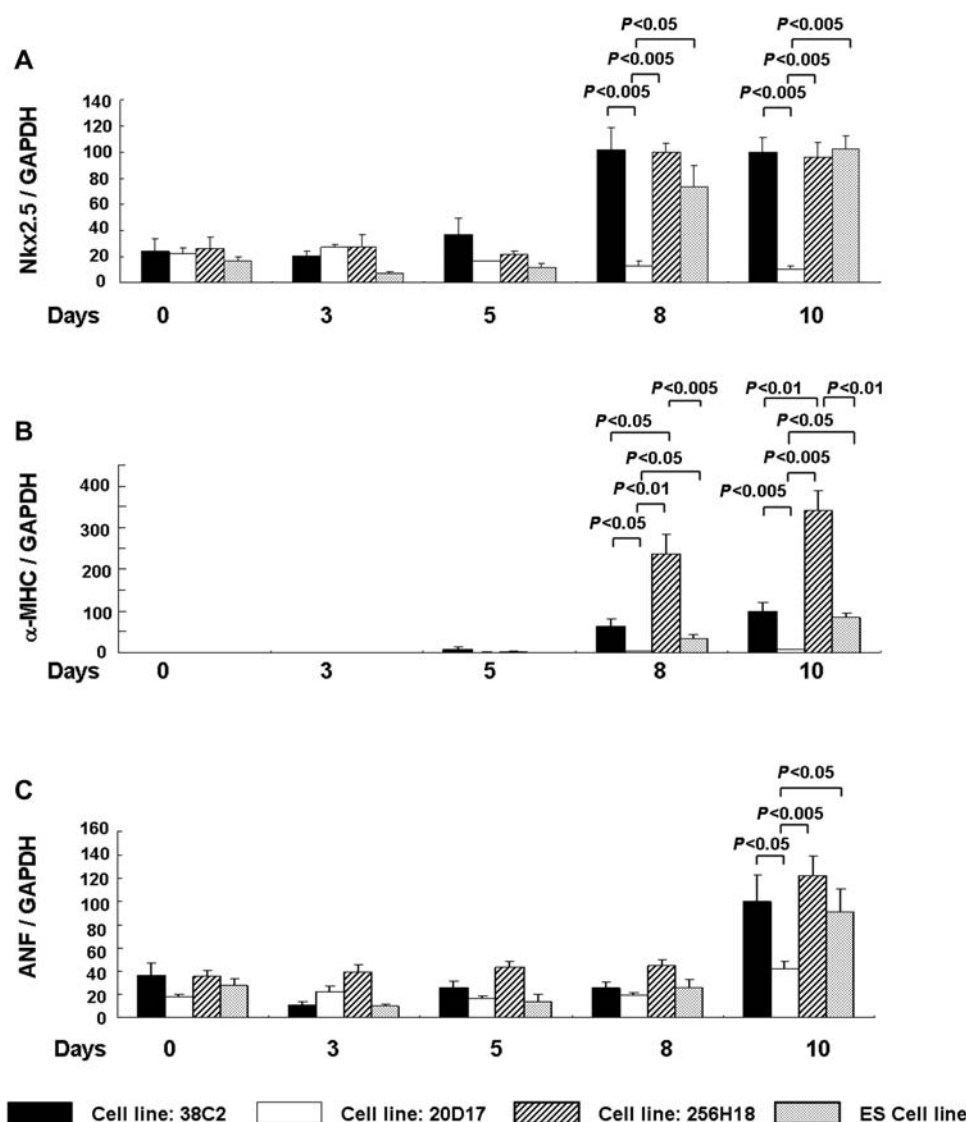 P<0.05
P<0.005
P<0.005
P<0.005
P<0.005
P<0.005
A
Nkx2.5 / GAPDH
140
120
100
80
60
40
20
0
Days 0 3 5 8 10
P<0.005
P<0.01
P<0.01
B
P<0.05
P<0.05
P<0.05
P<0.005
P<0.01
P<0.005
P<0.05
α-MHC / GAPDH
400
300
200
100
0
Days 0 3 5 8 10
P<0.05
C
P<0.005
P<0.05
ANF / GAPDH
160
140
120
100
80
60
40
20
0
Days 0 3 5 8 10
Cell line: 38C2 Cell line: 20D17 Cell line: 256H18 ES Cell line